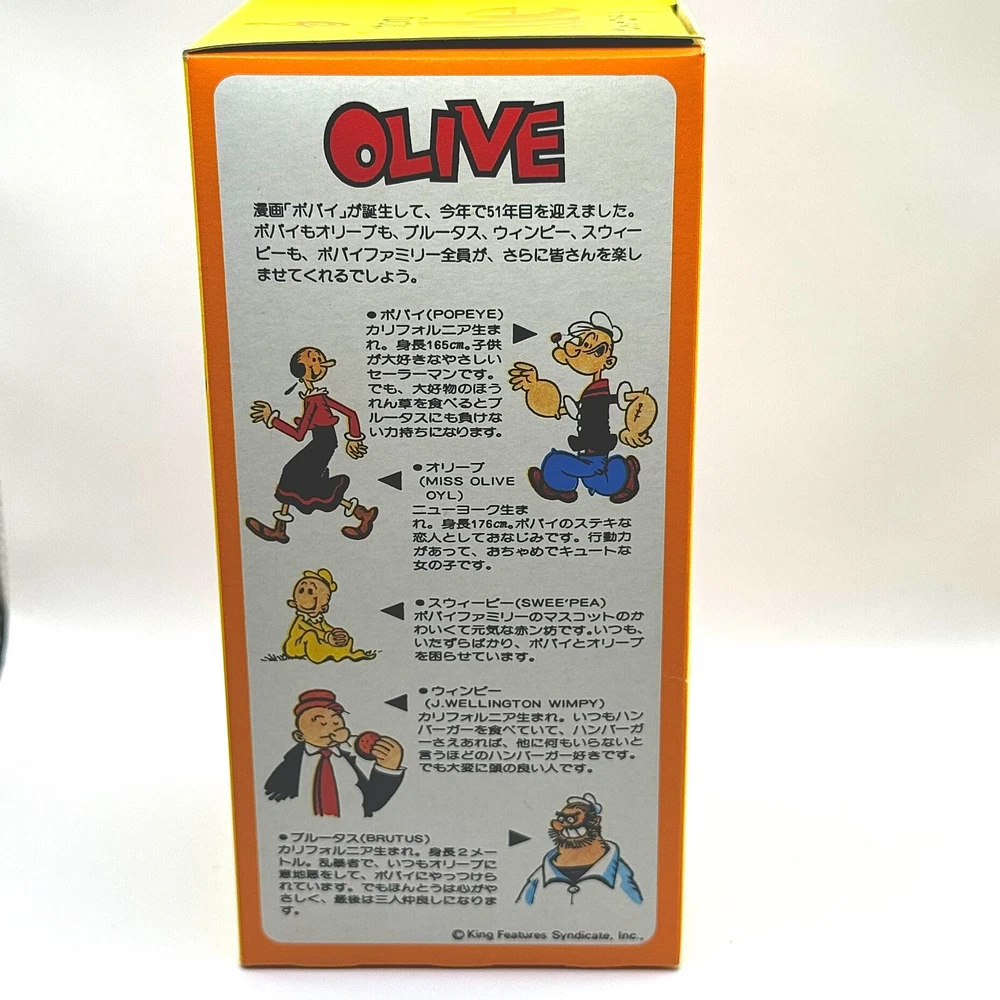 OLIVE
漫画「ポパイ」が誕生して、今年で51年目を迎えました。
ポパイもオリーブも、ブルータス、ウィンピー、スウィー
ピーも、ポパイファミリー全員が、さらに皆さんを楽し
ませてくれるでしょう。
●ポパイ(POPEYE)
カリフォルニア生ま
れ。身長165cm。子供
が大好きなやさしい
セーラーマンです。
でも、大好物のほう
れん草を食べるとブ
ルータスにも負けな
い力持ちになります。
●オリーブ
(MISS OLIVE
OYL)
ニューヨーク生ま
れ。身長176cm。ポパイのステキな
恋人としておなじみです。行動力
があって、おちゃめでキュートな
女の子です。
●スウィーピー(SWEE'PEA)
ポパイファミリーのマスコットのか
わいくて元気な赤ン坊です。いつも、
いたずらばかり、ポパイとオリーブ
を困らせています。
●ウィンピー
(J.WELLINGTON WIMPY)
カリフォルニア生まれ。いつもハン
バーガーを食べていて、ハンバーガ
ーさえあれば、他に何もいらないと
言うほどのハンバーガー好きです。
でも大変に頭の良い人です。
●ブルータス(BRUTUS)
カリフォルニア生まれ。身長2メー
トル。乱暴者で、いつもオリーブに
意地悪をして、ポパイにやっつけら
れています。でもほんとうは心がや
さしく、最後は三人仲良しになりま
す。
©King Features Syndicate, Inc.,